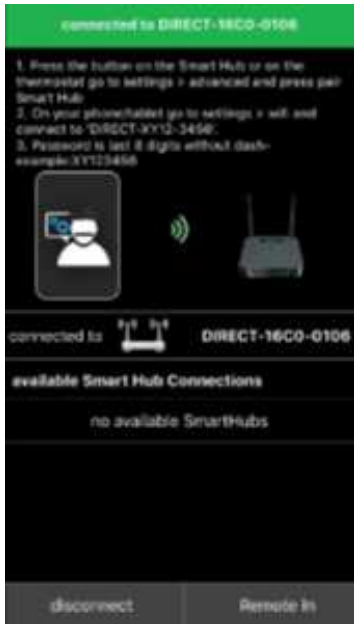 connected to DIRECT-16C0-0106
1. Press the button on the Smart Hub or on the
thermostat go to settings > advanced and press pair
Smart Hub
2. On your phone/tablet go to settings > wifi and
connect to 'DIRECT-XY12-3456'.
3. Password is last 8 digits without dash-
example:XY123456
connected to DIRECT-16C0-0106
available Smart Hub Connections
no available SmartHubs
disconnect Remote In